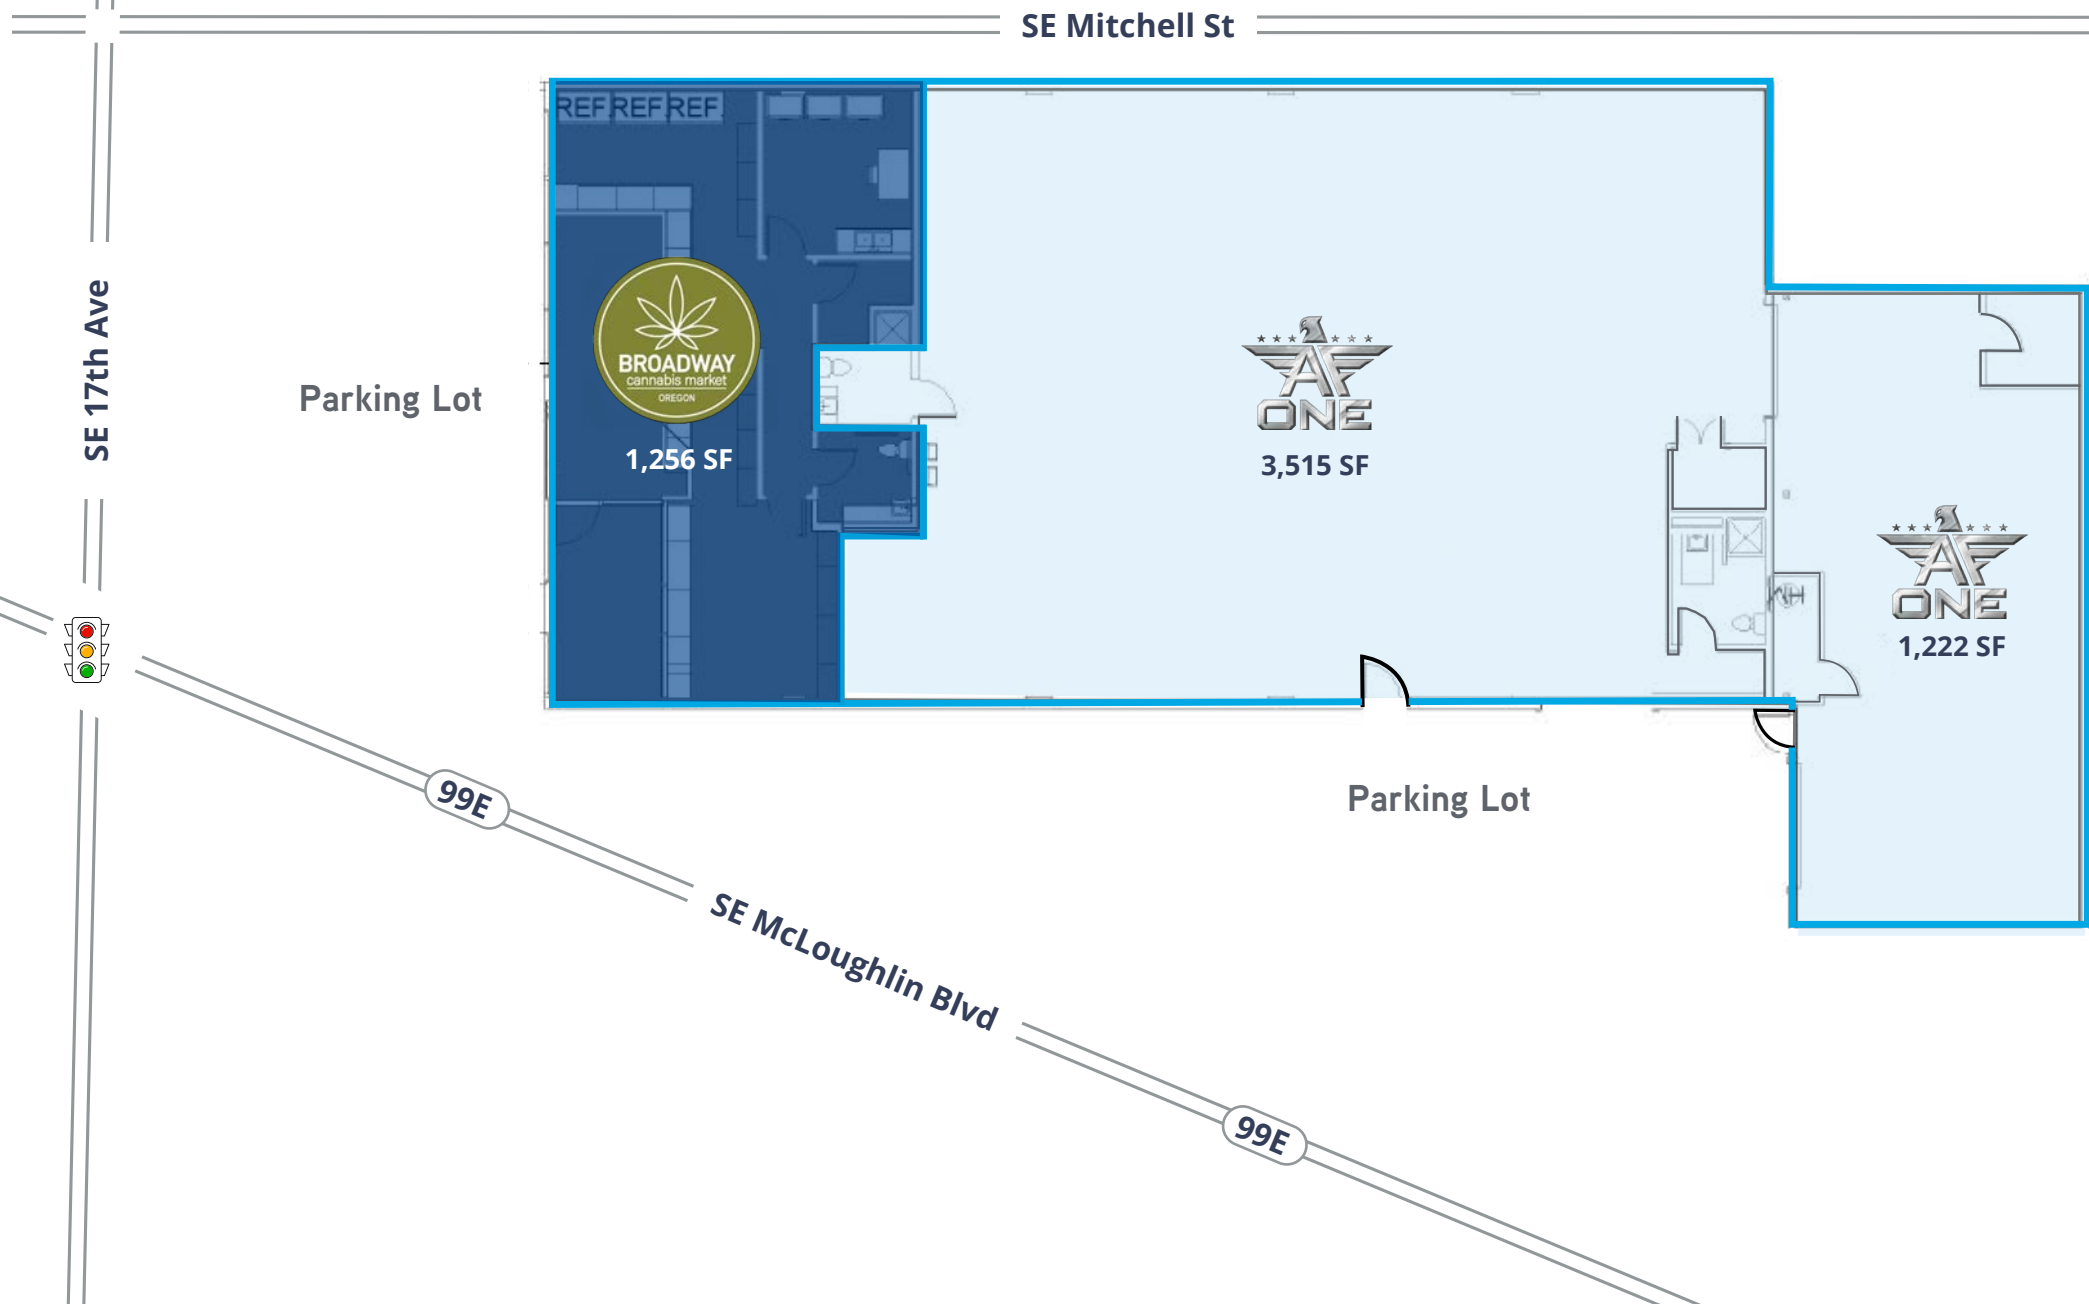 SE Mitchell St
REF. REF. REF.
SE 17th Ave
Parking Lot
BROADWAY
cannabis market
OREGON
1,256 SF
AF
ONE
3,515 SF
AF
ONE
1,222 SF
Parking Lot
99E
SE McLoughlin Blvd
99E